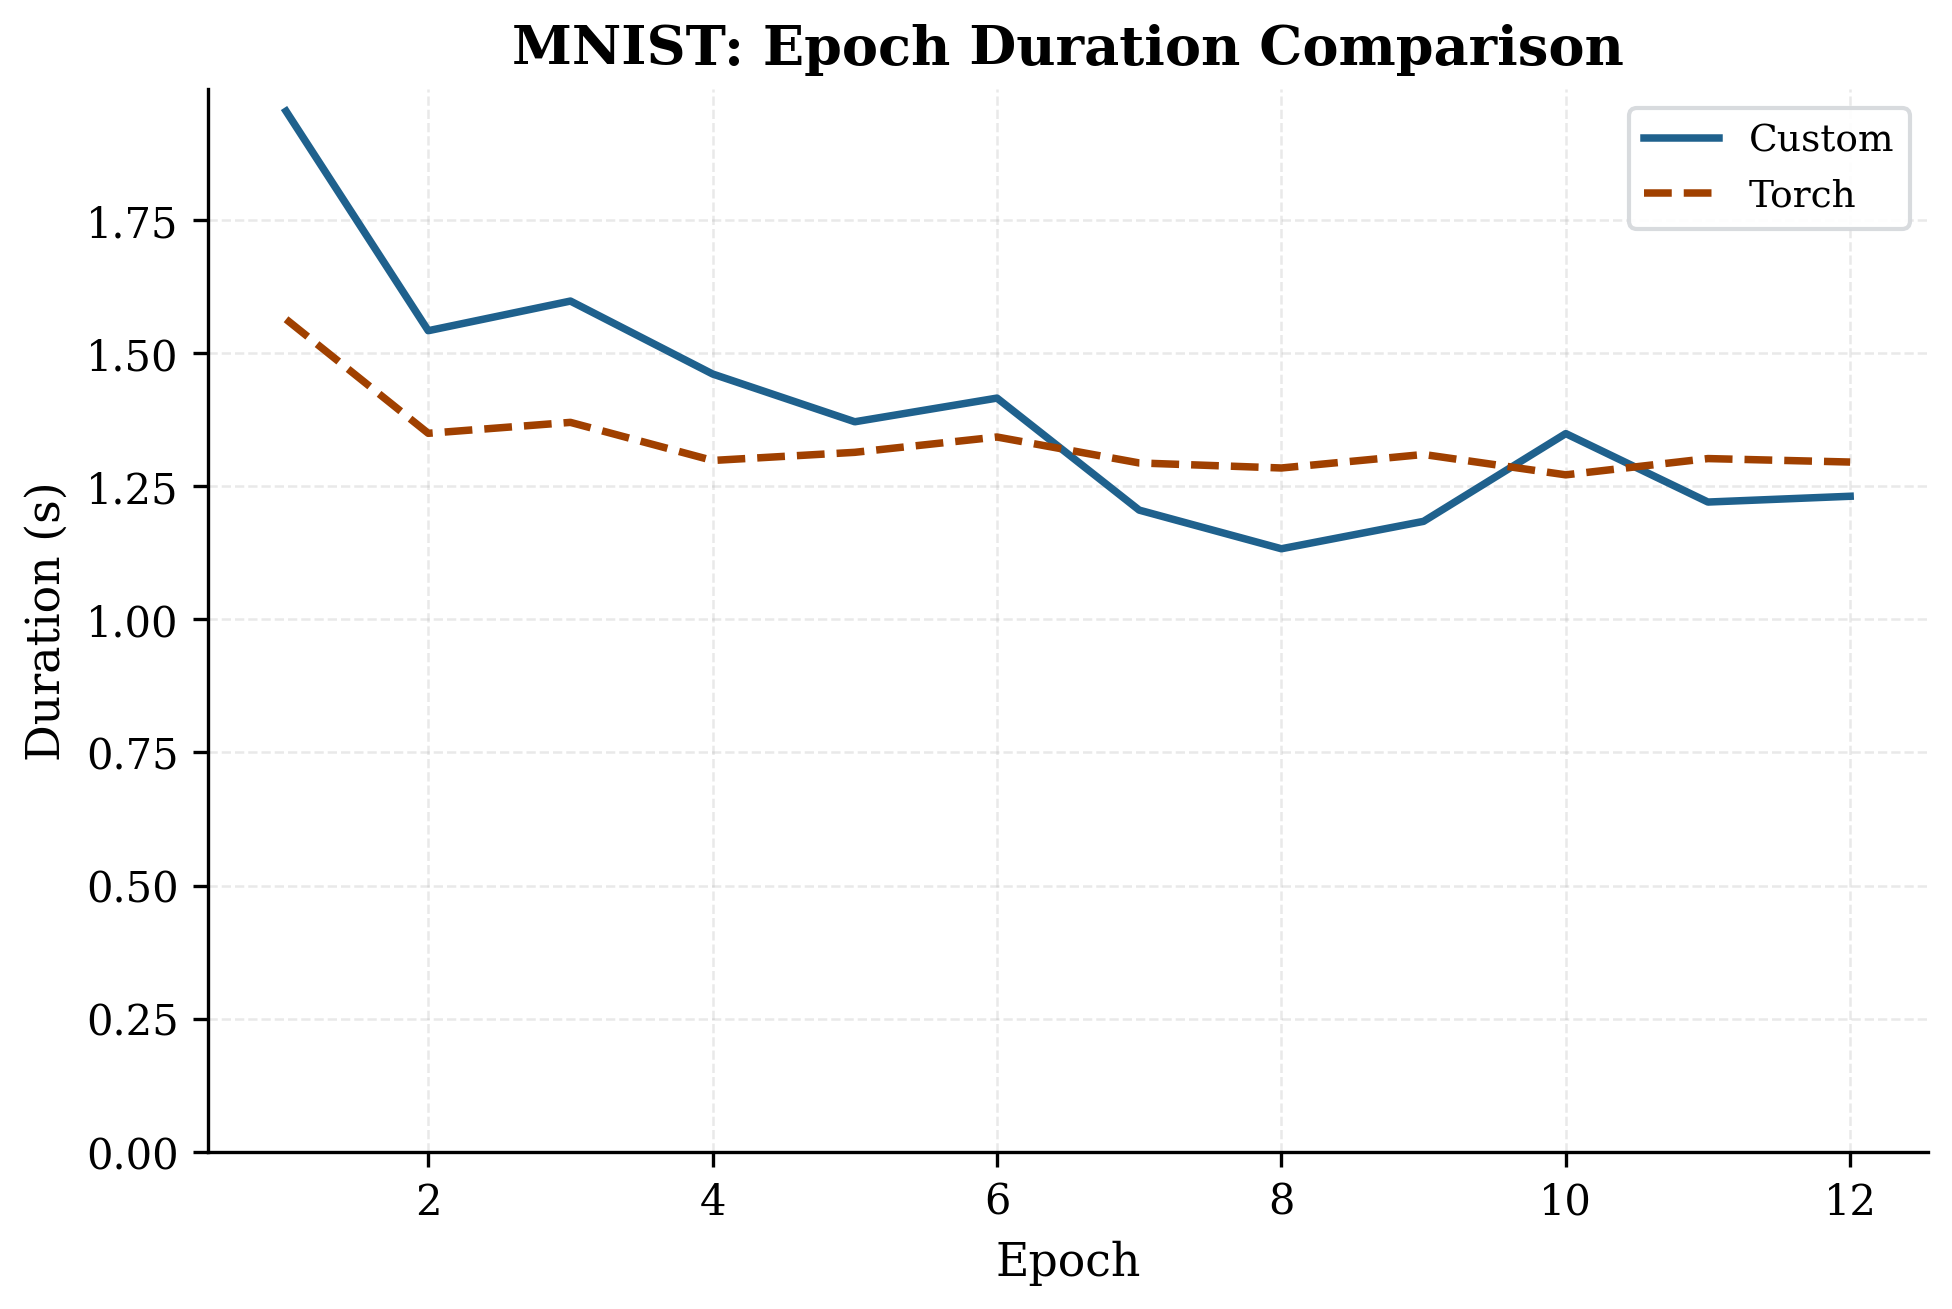 MNIST: Epoch Duration Comparison
Custom
Torch
1.75
1.50
1.25
1.00
0.75
0.50
0.25
0.00
Duration (s)
2 4 6 8 10 12
Epoch